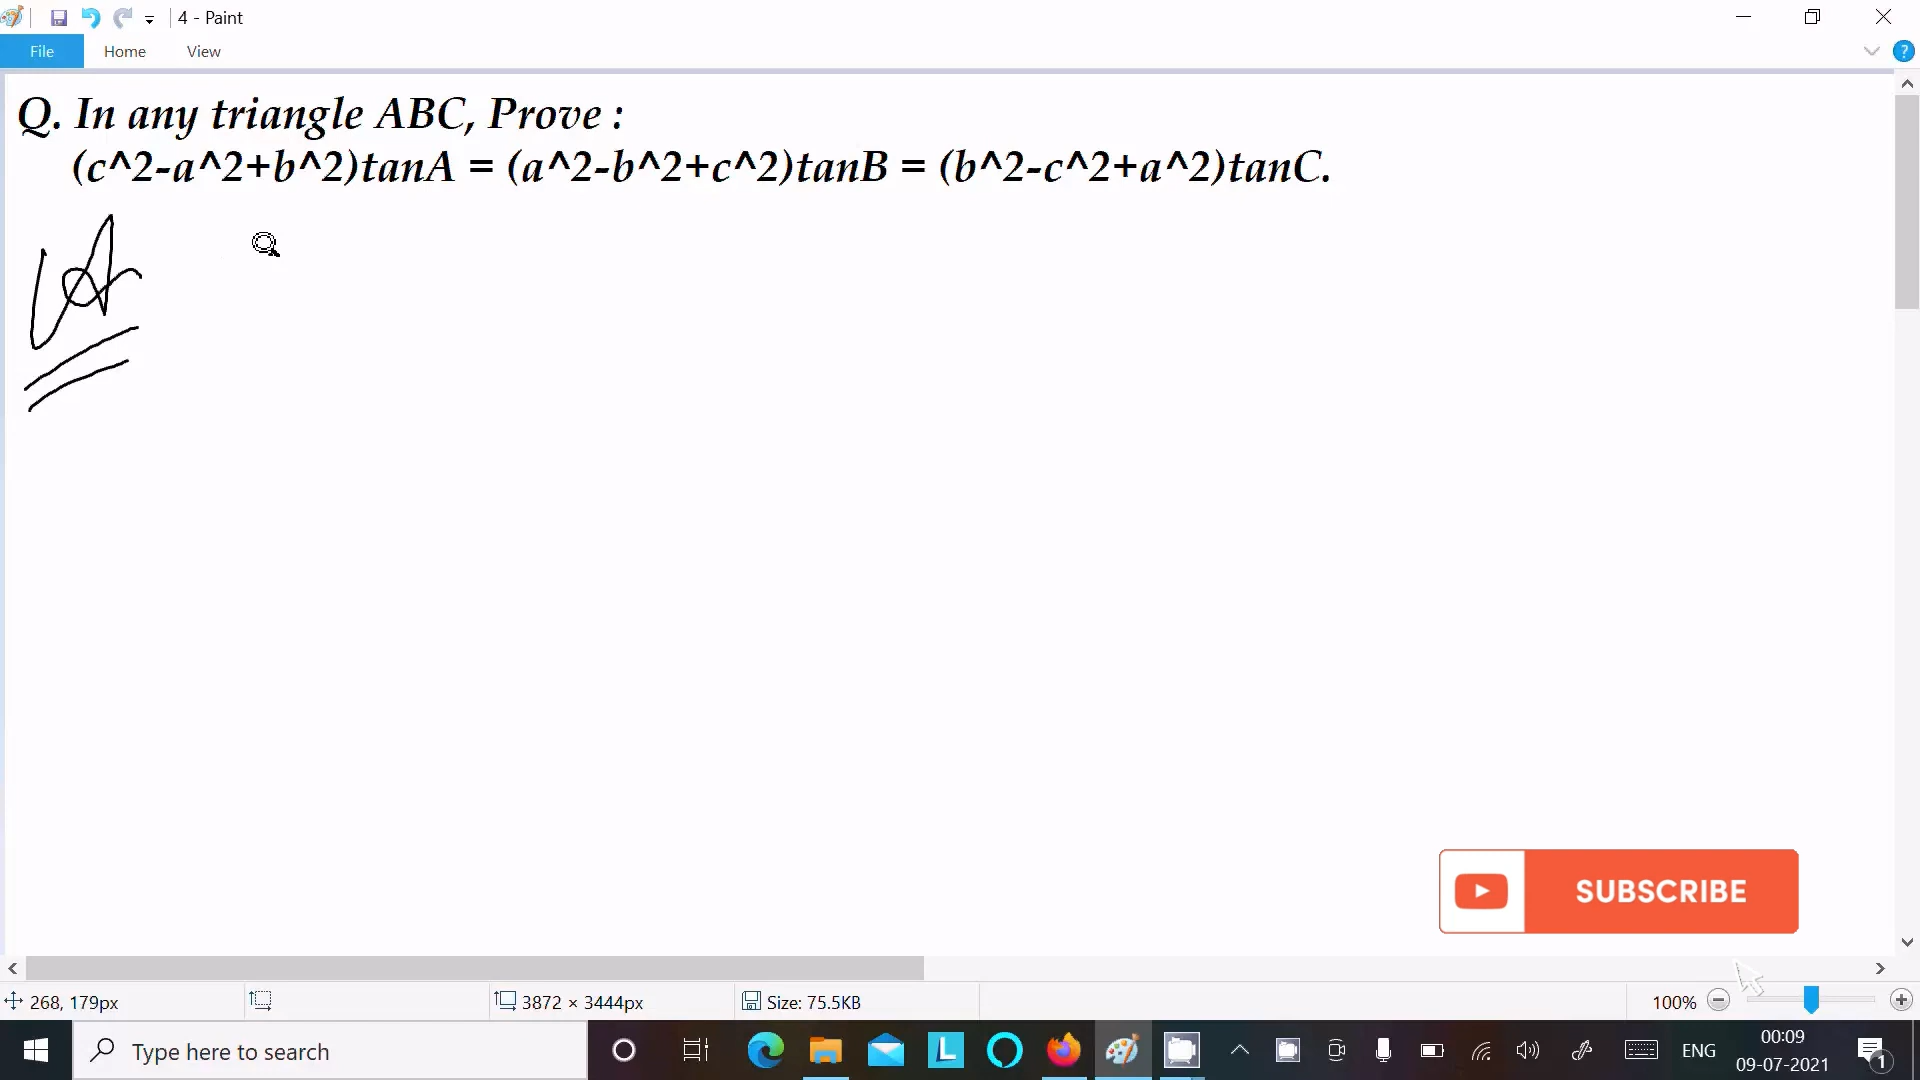 4 - Paint
File Home View
Q. In any triangle ABC, Prove :
(c^2-a^2+b^2)tanA = (a^2-b^2+c^2)tanB = (b^2-c^2+a^2)tanC.
SUBSCRIBE
268, 179px 3872 × 3444px Size: 75.5KB 100%
Type here to search ENG 00:09
09-07-2021 1